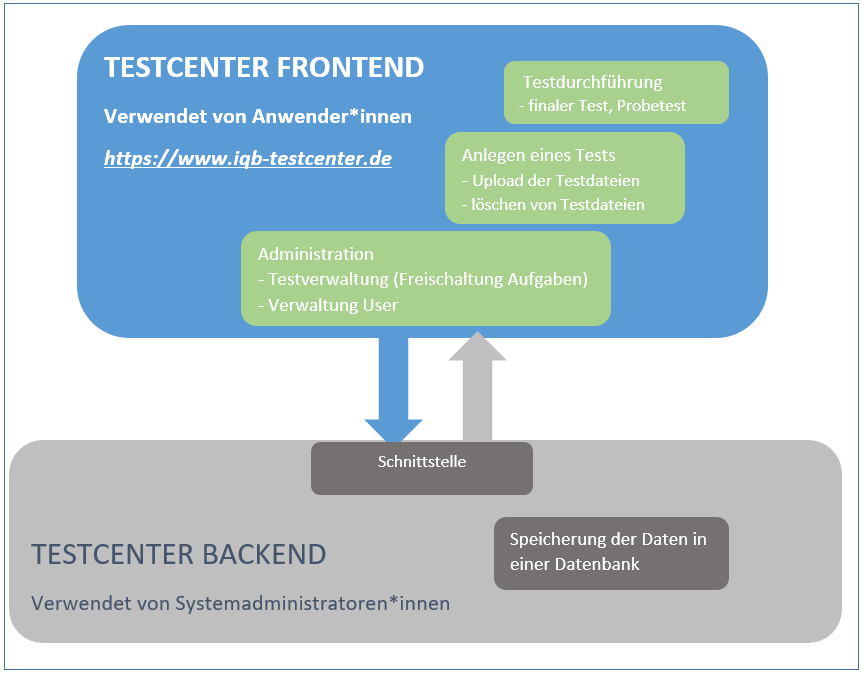 TESTCENTER FRONTEND
Verwendet von Anwender*innen
https://www.iqb-testcenter.de
Testdurchführung
- finaler Test, Probetest
Anlegen eines Tests
- Upload der Testdateien
- löschen von Testdateien
Administration
- Testverwaltung (Freischaltung Aufgaben)
- Verwaltung User
Schnittstelle
TESTCENTER BACKEND
Verwendet von Systemadministratoren*innen
Speicherung der Daten in
einer Datenbank